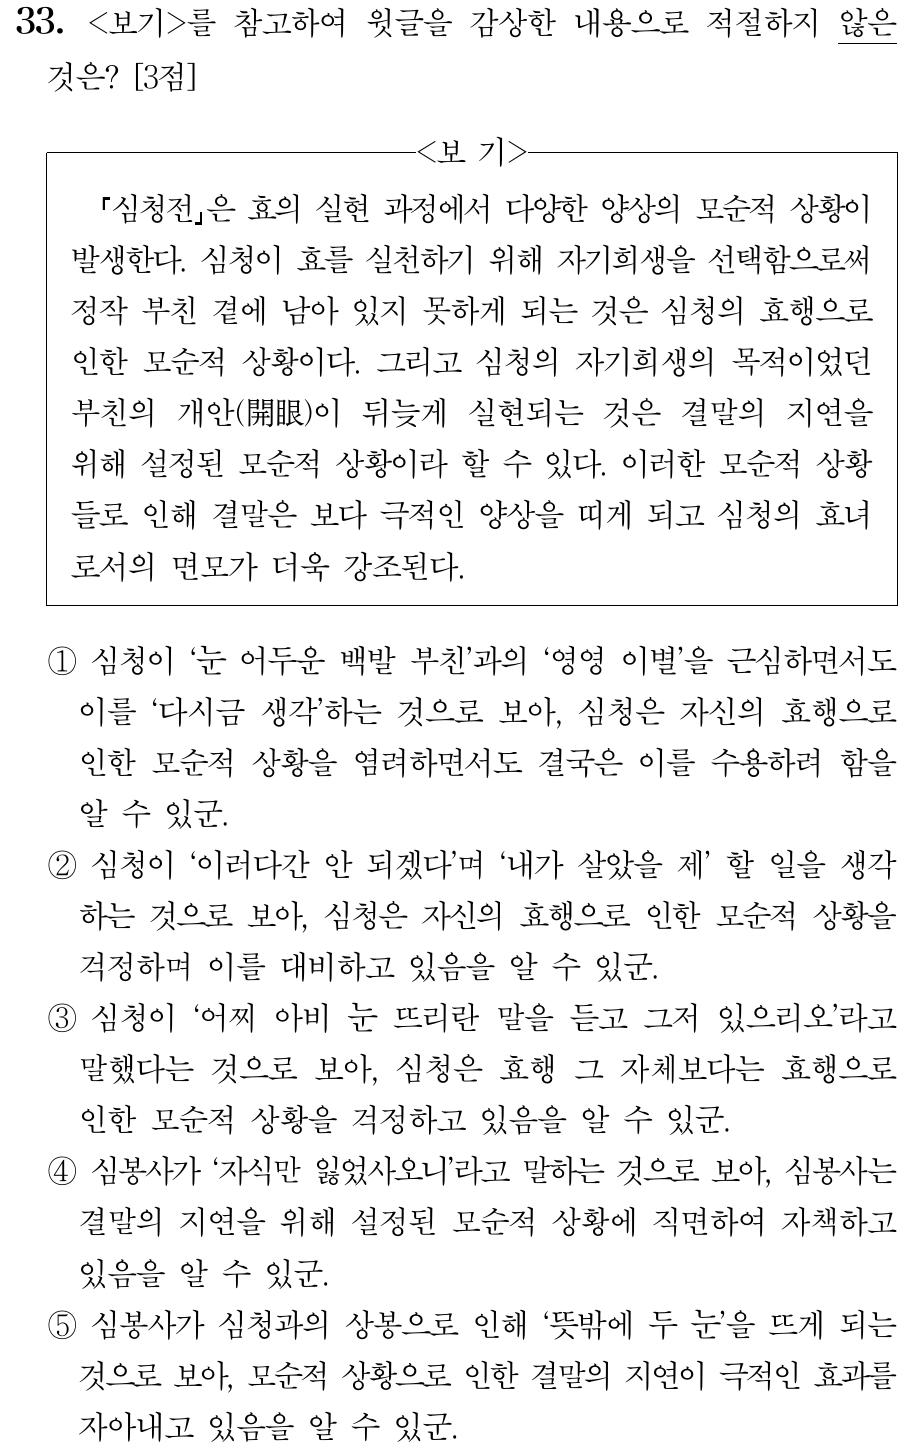 33. <보기>를 참고하여 윗글을 감상한 내용으로 적절하지 않은
것은? [3점]
<보 기>
『심청전』은 효의 실현 과정에서 다양한 양상의 모순적 상황이
발생한다. 심청이 효를 실천하기 위해 자기희생을 선택함으로써
정작 부친 곁에 남아 있지 못하게 되는 것은 심청의 효행으로
인한 모순적 상황이다. 그리고 심청의 자기희생의 목적이었던
부친의 개안(開眼)이 뒤늦게 실현되는 것은 결말의 지연을
위해 설정된 모순적 상황이라 할 수 있다. 이러한 모순적 상황
들로 인해 결말은 보다 극적인 양상을 띠게 되고 심청의 효녀
로서의 면모가 더욱 강조된다.
① 심청이 ‘눈 어두운 백발 부친’과의 ‘영영 이별’을 근심하면서도
이를 ‘다시금 생각’하는 것으로 보아, 심청은 자신의 효행으로
인한 모순적 상황을 염려하면서도 결국은 이를 수용하려 함을
알 수 있군.
② 심청이 ‘이러다간 안 되겠다’며 ‘내가 살았을 제’ 할 일을 생각
하는 것으로 보아, 심청은 자신의 효행으로 인한 모순적 상황을
걱정하며 이를 대비하고 있음을 알 수 있군.
③ 심청이 ‘어찌 아비 눈 뜨리란 말을 듣고 그저 있으리오’라고
말했다는 것으로 보아, 심청은 효행 그 자체보다는 효행으로
인한 모순적 상황을 걱정하고 있음을 알 수 있군.
④ 심봉사가 ‘자식만 잃었사오니’라고 말하는 것으로 보아, 심봉사는
결말의 지연을 위해 설정된 모순적 상황에 직면하여 자책하고
있음을 알 수 있군.
⑤ 심봉사가 심청과의 상봉으로 인해 ‘뜻밖에 두 눈’을 뜨게 되는
것으로 보아, 모순적 상황으로 인한 결말의 지연이 극적인 효과를
자아내고 있음을 알 수 있군.